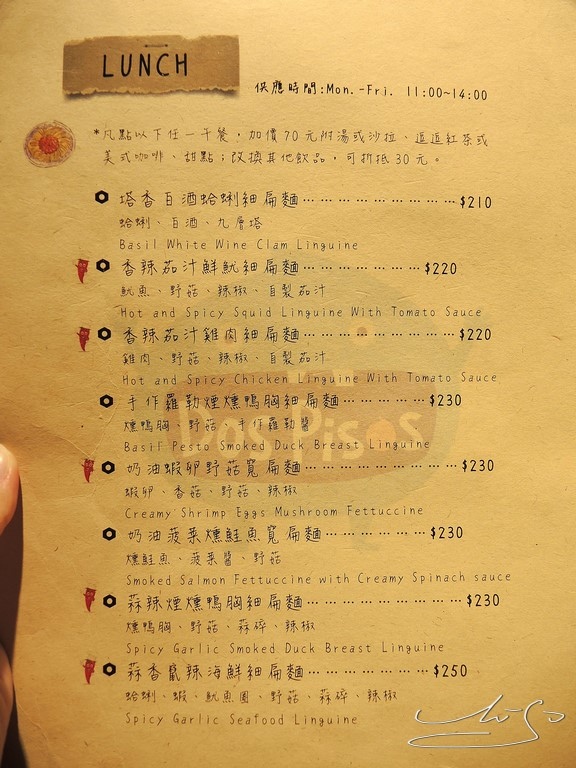 LUNCH
供應時間:Mon.-Fri. 11:00~14:00
*凡點以下任一午餐，加價70元附湯或沙拉、逗逗紅茶或
美式咖啡、甜點；改換其他飲品，可折抵30元。
塔香白酒蛤蜊細扁麵……………………$210
蛤蜊、白酒、九層塔
Basil White Wine Clam Linguine
香辣茄汁鮮魷細扁麵………………$220
魷魚、野菇、辣椒、自製茄汁
Hot and Spicy Squid Linguine With Tomato Sauce
香辣茄汁雞肉細扁麵……………………$220
雞肉、野菇、辣椒、自製茄汁
Hot and Spicy Chicken Linguine With Tomato Sauce
手作羅勒煙燻鴨胸細扁麵…………$230
燻鴨胸、野菇、手作羅勒醬
Basil Pesto Smoked Duck Breast Linguine
奶油蝦卵野菇寬扁麵……………………$230
蝦卵、香菇、野菇、辣椒
Creamy Shrimp Eggs Mushroom Fettuccine
奶油菠菜燻鮭魚寬扁麵……………$230
燻鮭魚、菠菜醬、野菇
Smoked Salmon Fettuccine with Creamy Spinach sauce
蒜辣煙燻鴨胸細扁麵……………………$230
燻鴨胸、野菇、蒜碎、辣椒
Spicy Garlic Smoked Duck Breast Linguine
蒜香氣辣海鮮細扁麵………………$250
蛤蜊、蝦、魷魚圈、野菇、蒜碎、辣椒
Spicy Garlic Seafood Linguine